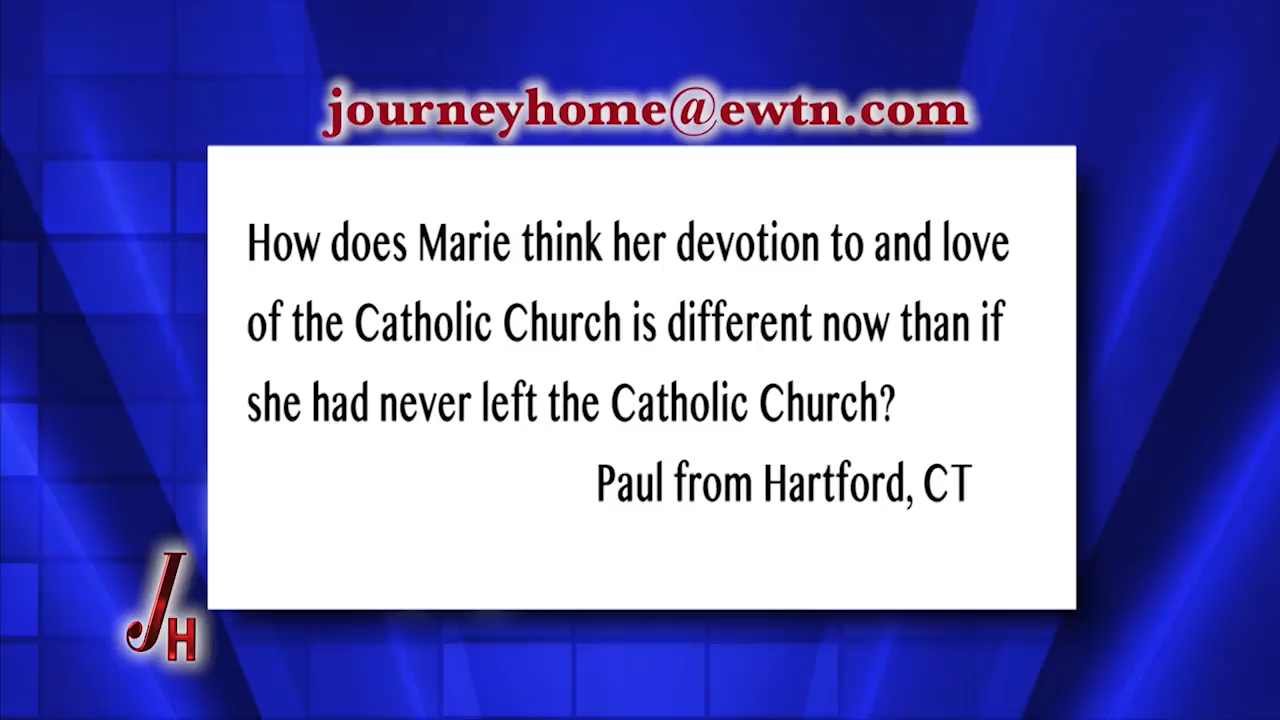 journeyhome@ewtn.com
How does Marie think her devotion to and love
of the Catholic Church is different now than if
she had never left the Catholic Church?
Paul from Hartford, CT
JH